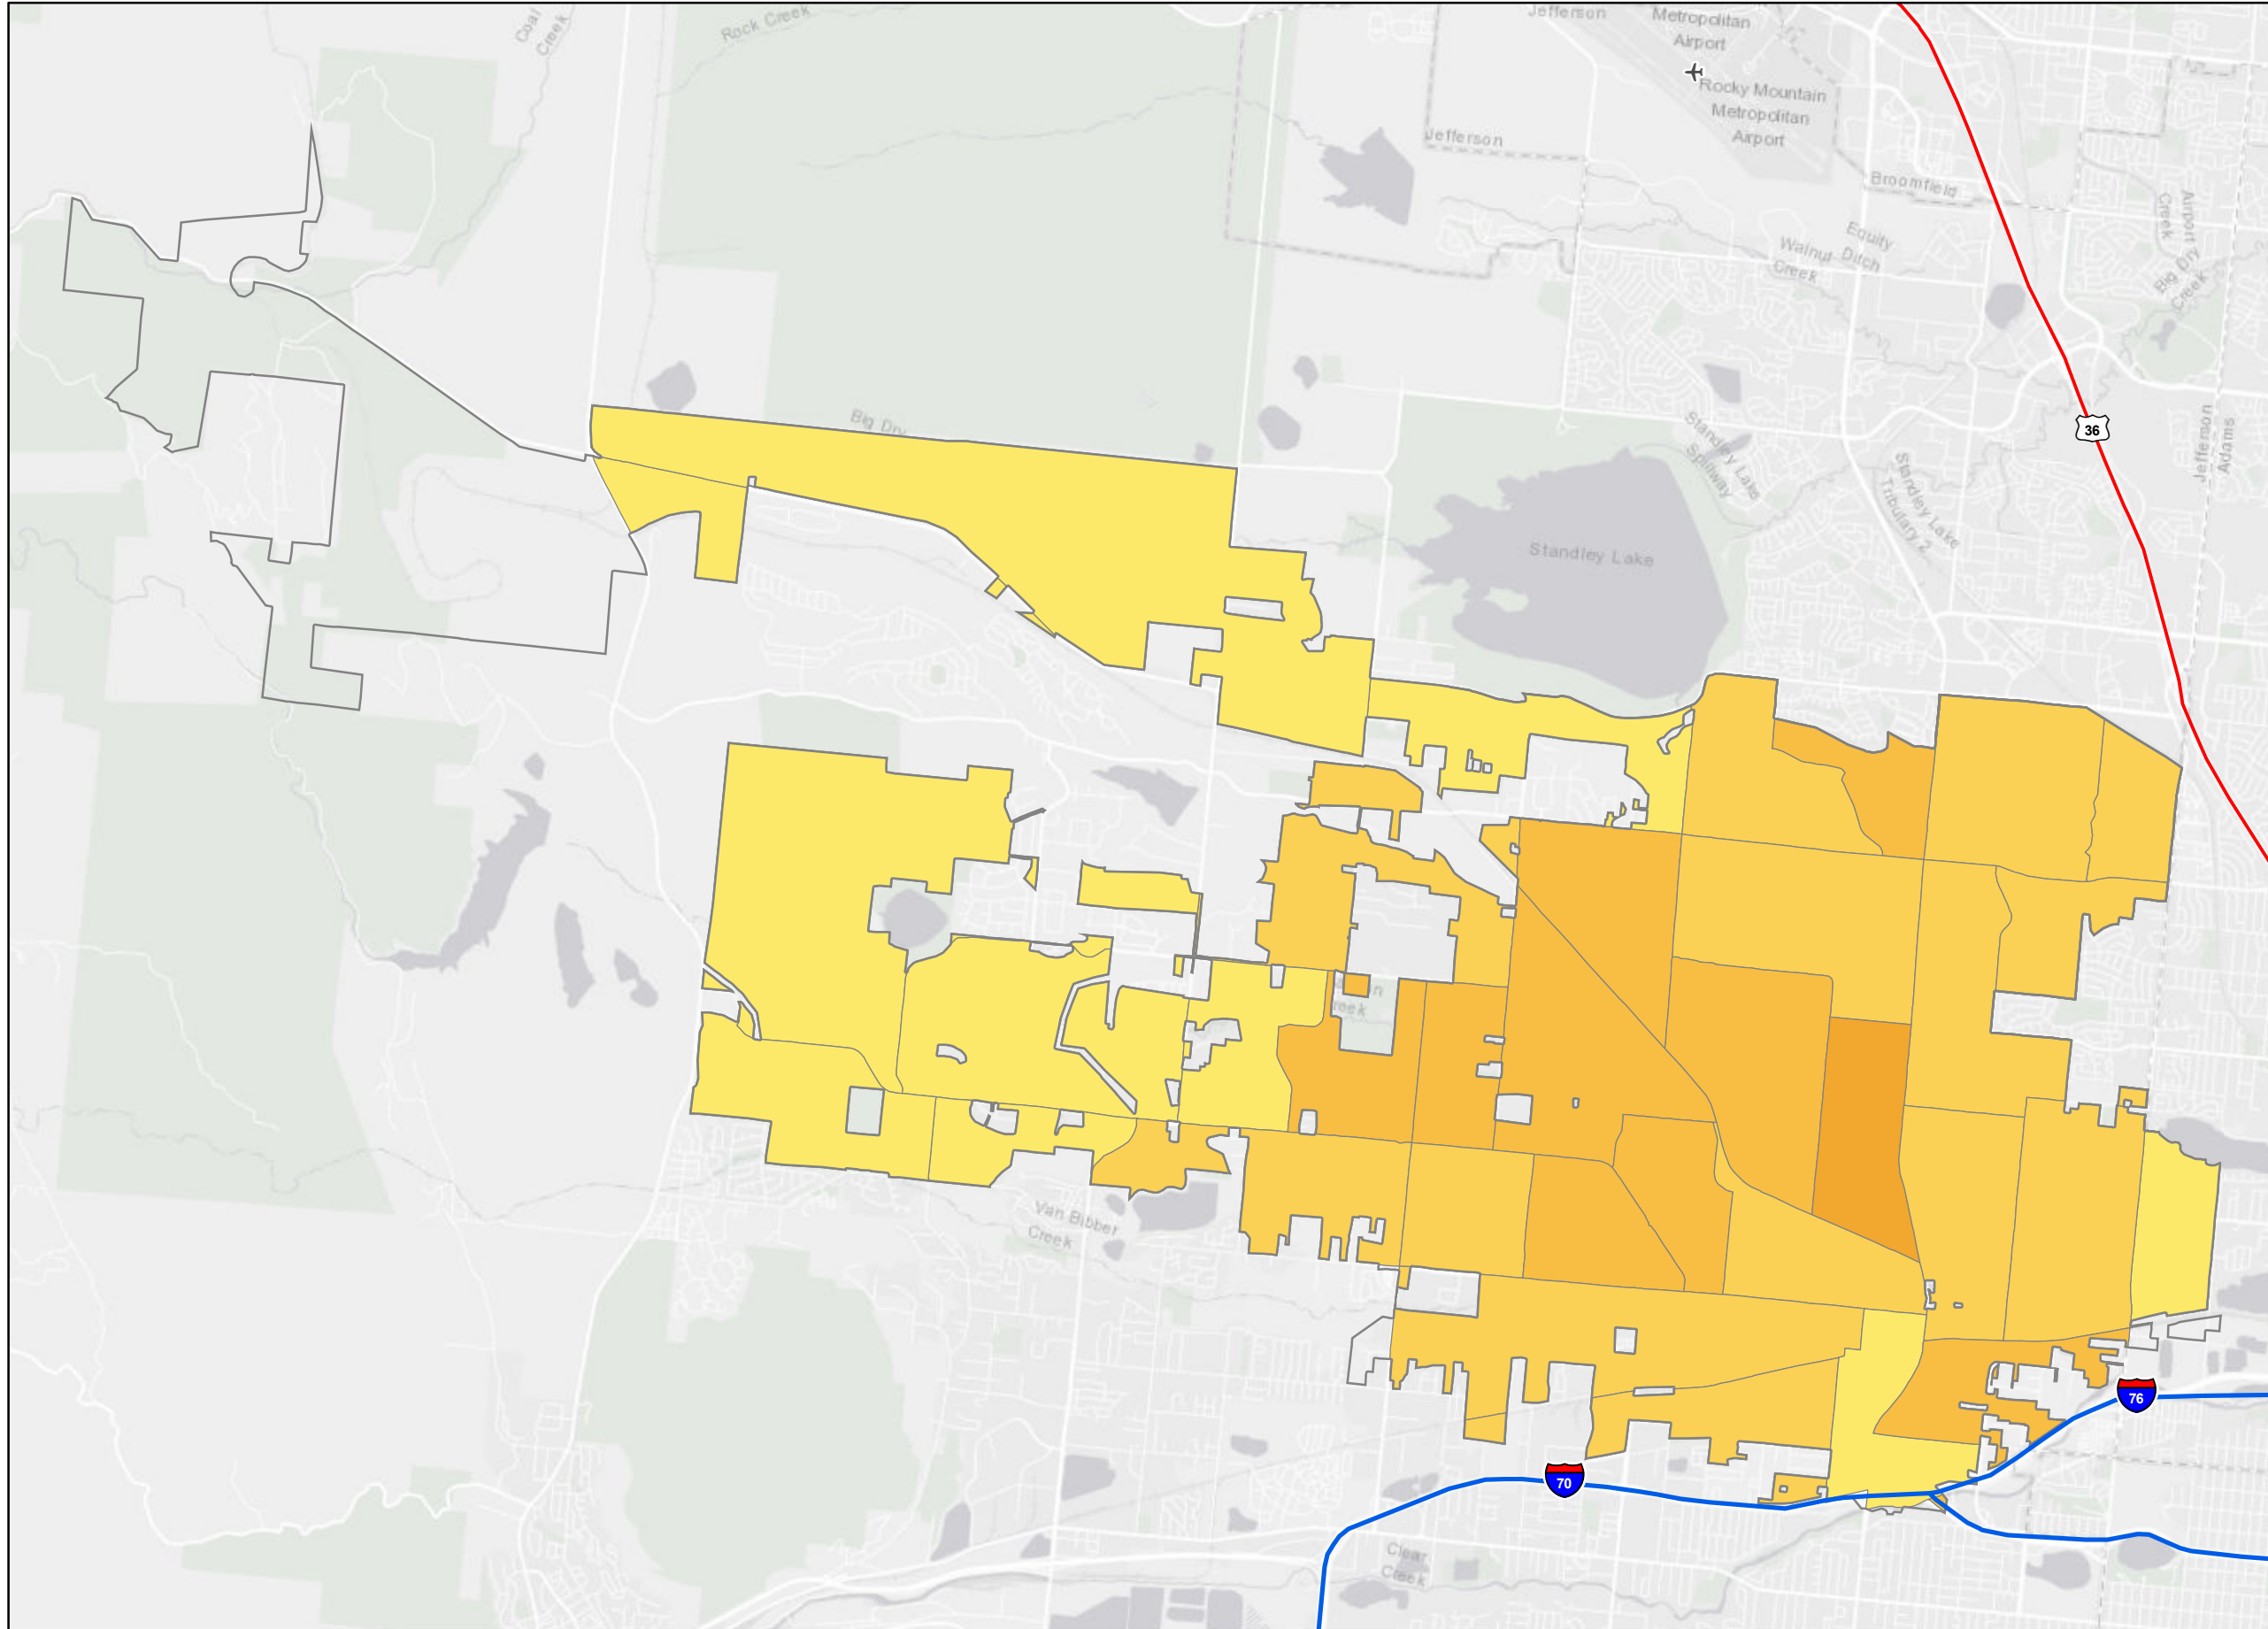 Coal
Creek
Rock Creek
Jefferson
Metropolitan
Airport
Rocky Mountain
Metropolitan
Airport
Jefferson
Broomfield
Airport
Creek
Big Dry
Creek
Equity
Ditch
Walnut
Creek
Big Dry
36
Jefferson
Adams
Standley Lake
Spillway
Standley Lake
Tributary 2
Standley Lake
Van Bibber
Creek
76
70
Clear
Creek